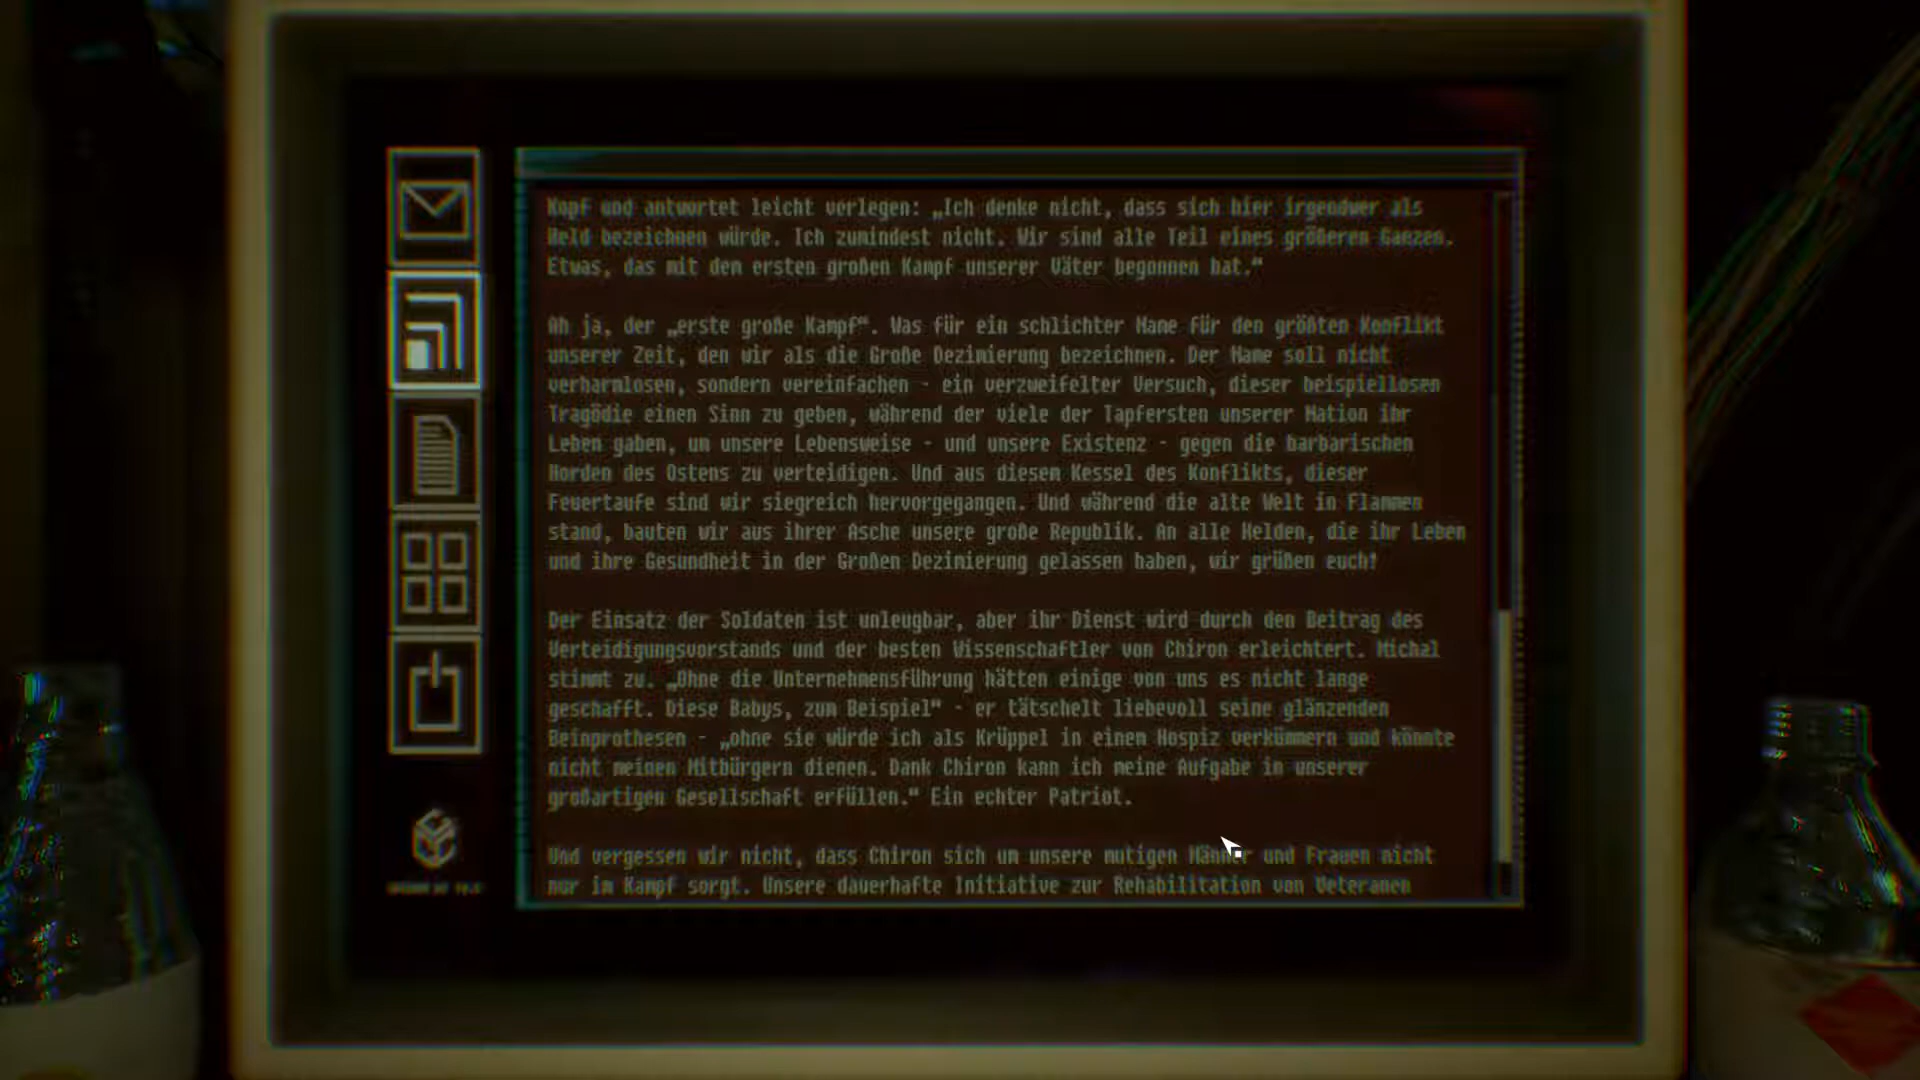 Kopf und antwortet leicht verlegen: „Ich denke nicht, dass sich hier irgendwer als
Held bezeichnen würde. Ich zumindest nicht. Wir sind alle Teil eines größeren Ganzen.
Etwas, das mit dem ersten großen Kampf unserer Väter begonnen hat.“
Ah ja, der „erste große Kampf“. Was für ein schlichter Name für den größten Konflikt
unserer Zeit, den wir als die Große Dezimierung bezeichnen. Der Name soll nicht
verharmlosen, sondern vereinfachen - ein verzweifelter Versuch, dieser beispiellosen
Tragödie einen Sinn zu geben, während der viele der Tapfersten unserer Nation ihr
Leben gaben, um unsere Lebensweise - und unsere Existenz - gegen die barbarischen
Horden des Ostens zu verteidigen. Und aus diesem Kessel des Konflikts, dieser
Feuertaufe sind wir siegreich hervorgegangen. Und während die alte Welt in Flammen
stand, bauten wir aus ihrer Asche unsere große Republik. An alle Helden, die ihr Leben
und ihre Gesundheit in der Großen Dezimierung gelassen haben, wir grüßen euch!
Der Einsatz der Soldaten ist unleugbar, aber ihr Dienst wird durch den Beitrag des
Verteidigungsvorstands und der besten Wissenschaftler von Chiron erleichtert. Michal
stimmt zu. „Ohne die Unternehmensführung hätten einige von uns es nicht lange
geschafft. Diese Babys, zum Beispiel” - er tätschelt liebevoll seine glänzenden
Beinprothesen - „ohne sie würde ich als Krüppel in einem Hospiz verkümmern und könnte
nicht meinen Mitbürgern dienen. Dank Chiron kann ich meine Aufgabe in unserer
großartigen Gesellschaft erfüllen.“ Ein echter Patriot.
Und vergessen wir nicht, dass Chiron sich um unsere mutigen Männer und Frauen nicht
nur im Kampf sorgt. Unsere dauerhafte Initiative zur Rehabilitation von Veteranen